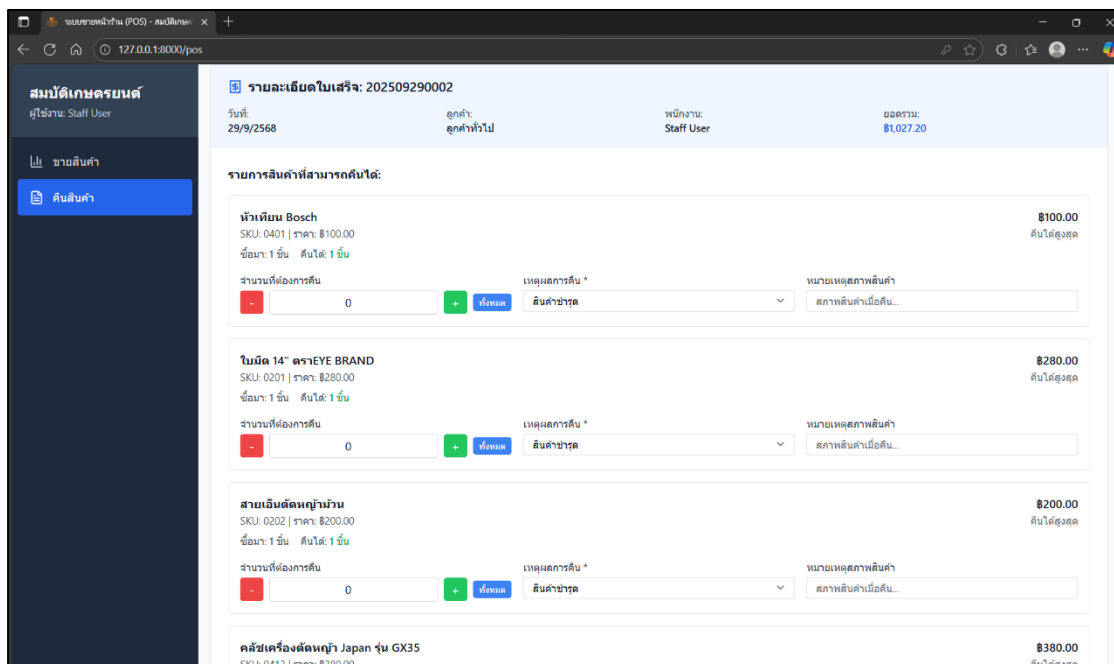 ระบบขายหน้าร้าน (POS) - สมบัติเกษตร
127.0.0.1:8000/pos
สมบัติเกษตรยนต์
ผู้ใช้งาน: Staff User
ขายสินค้า
คืนสินค้า
รายละเอียดใบเสร็จ: 202509290002
วันที่: ลูกค้า: พนักงาน: ยอดรวม:
29/9/2568 ลูกค้าทั่วไป Staff User ฿1,027.20
รายการสินค้าที่สามารถคืนได้:
หัวเทียน Bosch ฿100.00
SKU: 0401 | ราคา: ฿100.00 คืนได้สูงสุด
ซื้อมา: 1 ชิ้น คืนได้: 1 ชิ้น
จำนวนที่ต้องการคืน เหตุผลการคืน * หมายเหตุสภาพสินค้า
- 0 + ทั้งหมด สินค้าชำรุด สภาพสินค้าเมื่อคืน...
ใบมีด 14" ตราEYE BRAND ฿280.00
SKU: 0201 | ราคา: ฿280.00 คืนได้สูงสุด
ซื้อมา: 1 ชิ้น คืนได้: 1 ชิ้น
จำนวนที่ต้องการคืน เหตุผลการคืน * หมายเหตุสภาพสินค้า
- 0 + ทั้งหมด สินค้าชำรุด สภาพสินค้าเมื่อคืน...
สายเอ็นตัดหญ้าม้วน ฿200.00
SKU: 0202 | ราคา: ฿200.00 คืนได้สูงสุด
ซื้อมา: 1 ชิ้น คืนได้: 1 ชิ้น
จำนวนที่ต้องการคืน เหตุผลการคืน * หมายเหตุสภาพสินค้า
- 0 + ทั้งหมด สินค้าชำรุด สภาพสินค้าเมื่อคืน...
คลัชเครื่องตัดหญ้า Japan รุ่น GX35 ฿380.00